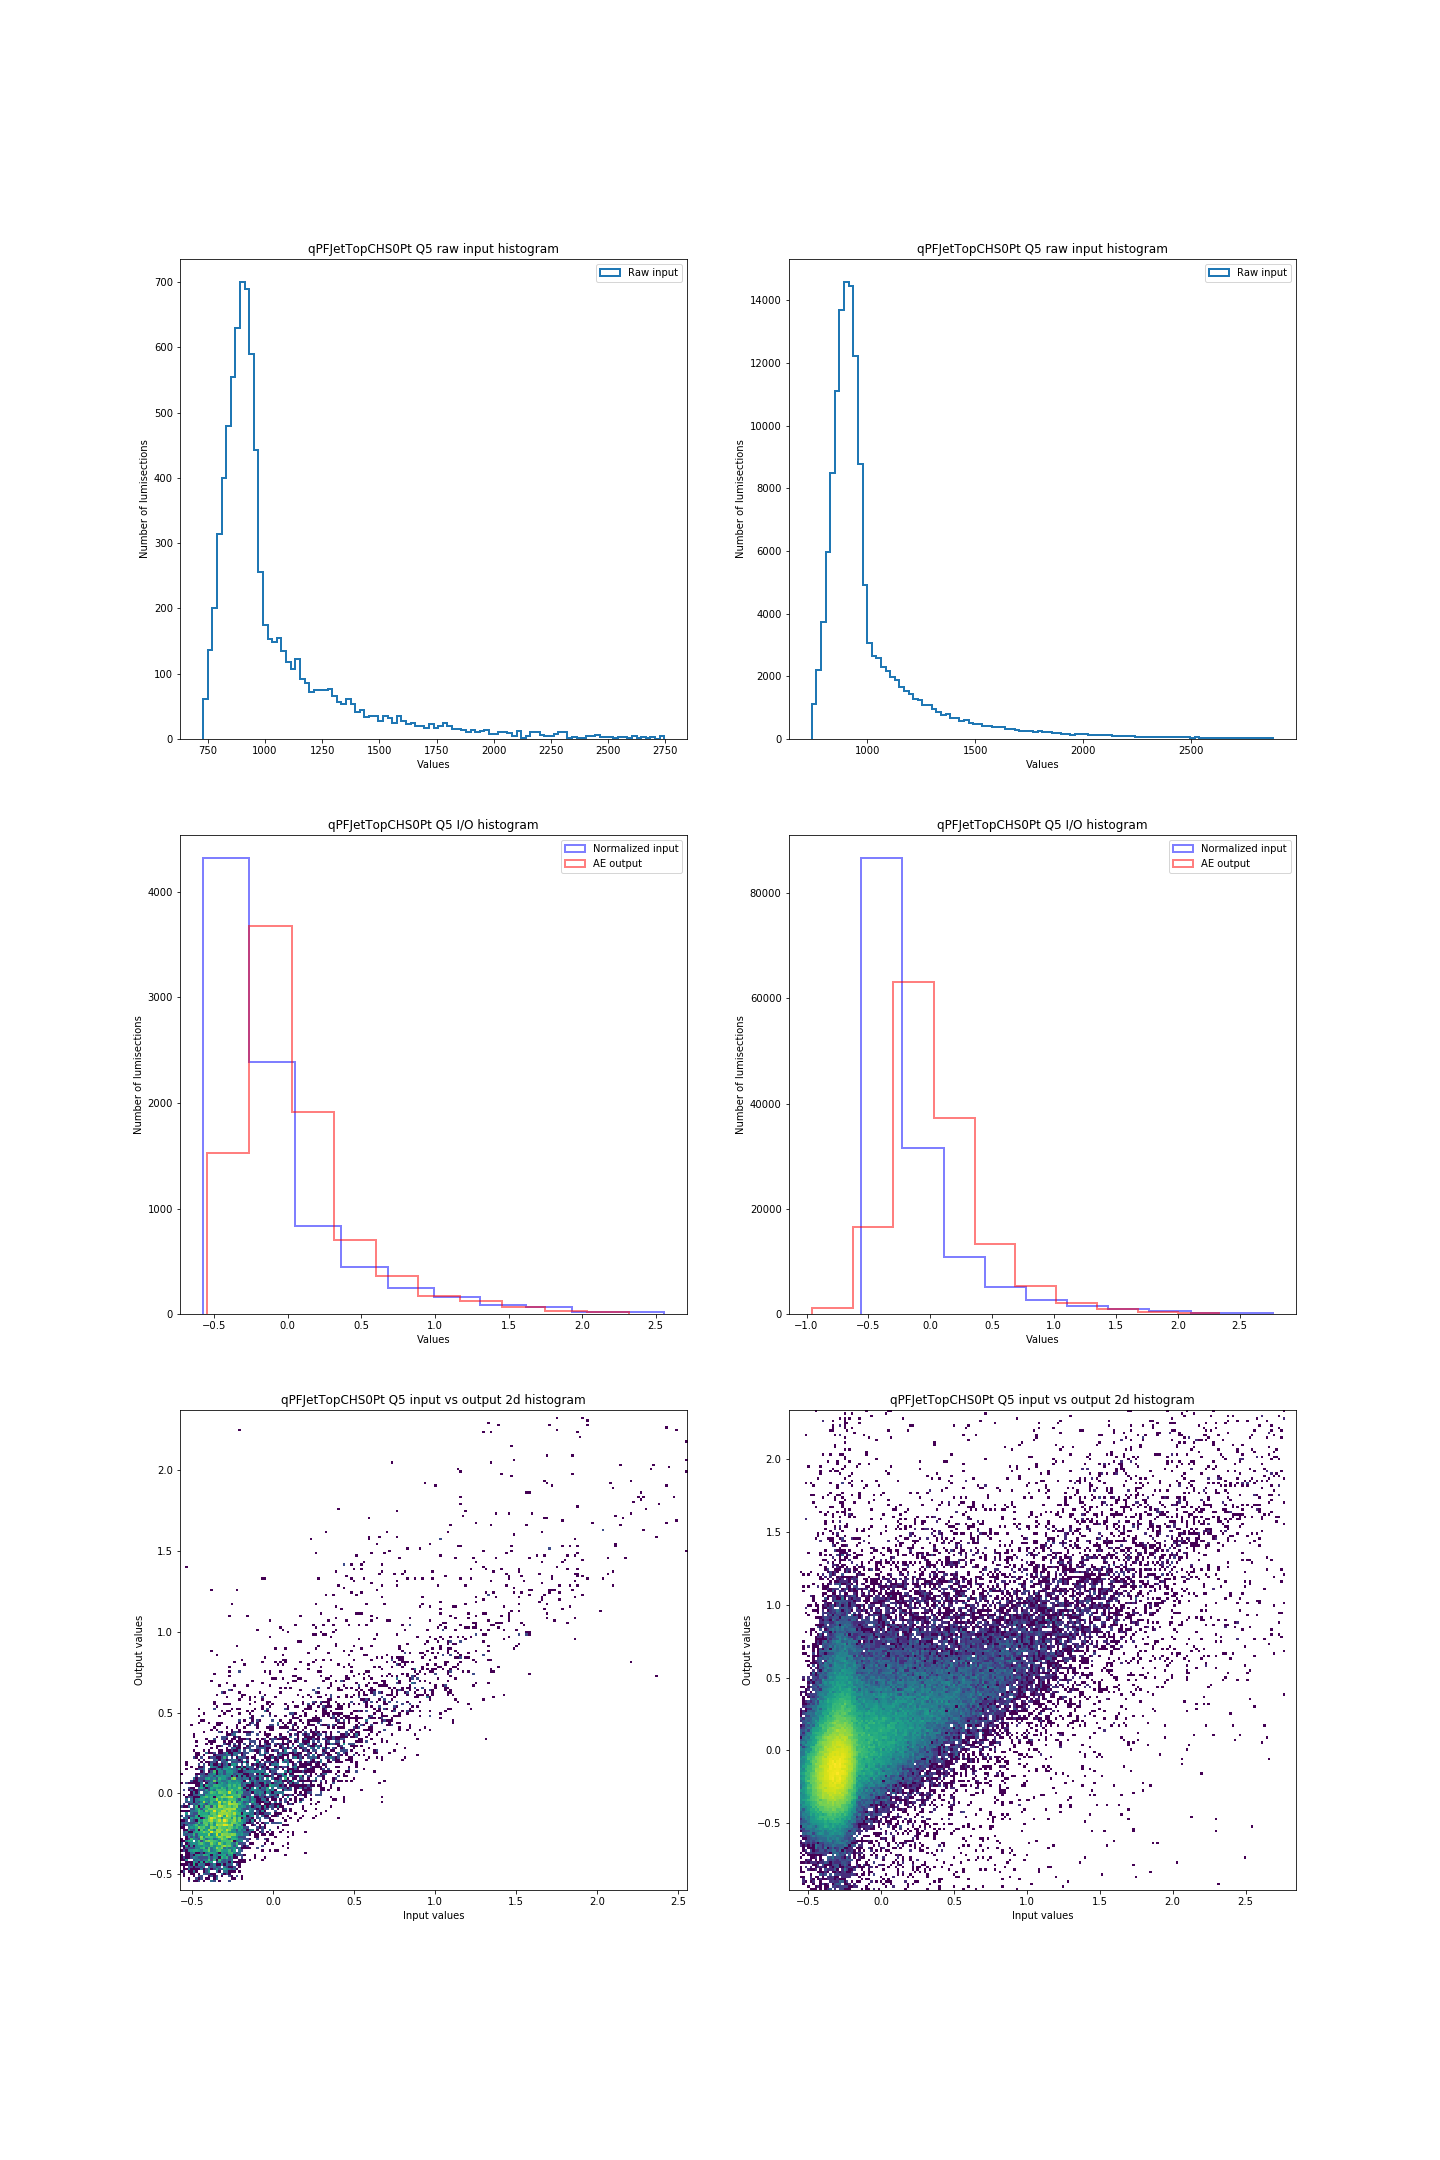 qPFJetTopCHS0Pt Q5 raw input histogram
Raw input
Number of lumisections
700
600
500
400
300
200
100
0
750 1000 1250 1500 1750 2000 2250 2500 2750
Values
qPFJetTopCHS0Pt Q5 raw input histogram
Raw input
Number of lumisections
14000
12000
10000
8000
6000
4000
2000
0
1000 1500 2000 2500
Values
qPFJetTopCHS0Pt Q5 I/O histogram
Normalized input
AE output
Number of lumisections
4000
3000
2000
1000
0
−0.5 0.0 0.5 1.0 1.5 2.0 2.5
Values
qPFJetTopCHS0Pt Q5 I/O histogram
Normalized input
AE output
Number of lumisections
80000
60000
40000
20000
0
−1.0 −0.5 0.0 0.5 1.0 1.5 2.0 2.5
Values
qPFJetTopCHS0Pt Q5 input vs output 2d histogram
Output values
2.0
1.5
1.0
0.5
0.0
−0.5
−0.5 0.0 0.5 1.0 1.5 2.0 2.5
Input values
qPFJetTopCHS0Pt Q5 input vs output 2d histogram
Output values
2.0
1.5
1.0
0.5
0.0
−0.5
−0.5 0.0 0.5 1.0 1.5 2.0 2.5
Input values